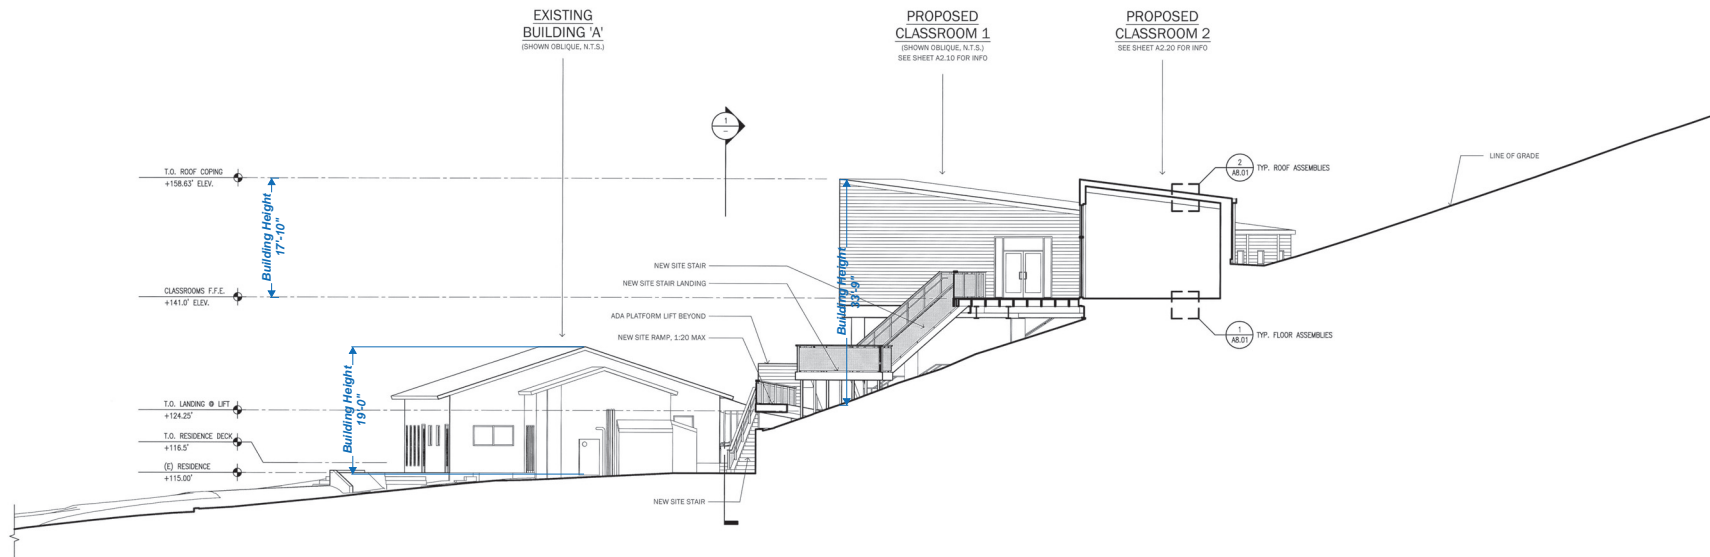 EXISTING
BUILDING 'A'
(SHOWN OBLIQUE, N.T.S.)
PROPOSED
CLASSROOM 1
(SHOWN OBLIQUE, N.T.S.)
SEE SHEET A2.10 FOR INFO
PROPOSED
CLASSROOM 2
SEE SHEET A2.20 FOR INFO
1
–
LINE OF GRADE
2
A8.01
TYP. ROOF ASSEMBLIES
T.O. ROOF COPING
+158.63' ELEV.
Building Height
17'-10"
CLASSROOMS F.F.E.
+141.0' ELEV.
NEW SITE STAIR
NEW SITE STAIR LANDING
ADA PLATFORM LIFT BEYOND
NEW SITE RAMP, 1:20 MAX
Building Height
33'-9"
1
A8.01
TYP. FLOOR ASSEMBLIES
Building Height
19'-0"
T.O. LANDING @ LIFT
+124.25'
T.O. RESIDENCE DECK
+116.5'
(E) RESIDENCE
+115.00'
NEW SITE STAIR